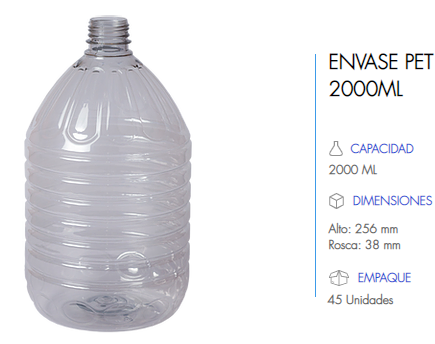 ENVASE PET
2000ML
CAPACIDAD
2000 ML
DIMENSIONES
Alto: 256 mm
Rosca: 38 mm
EMPAQUE
45 Unidades